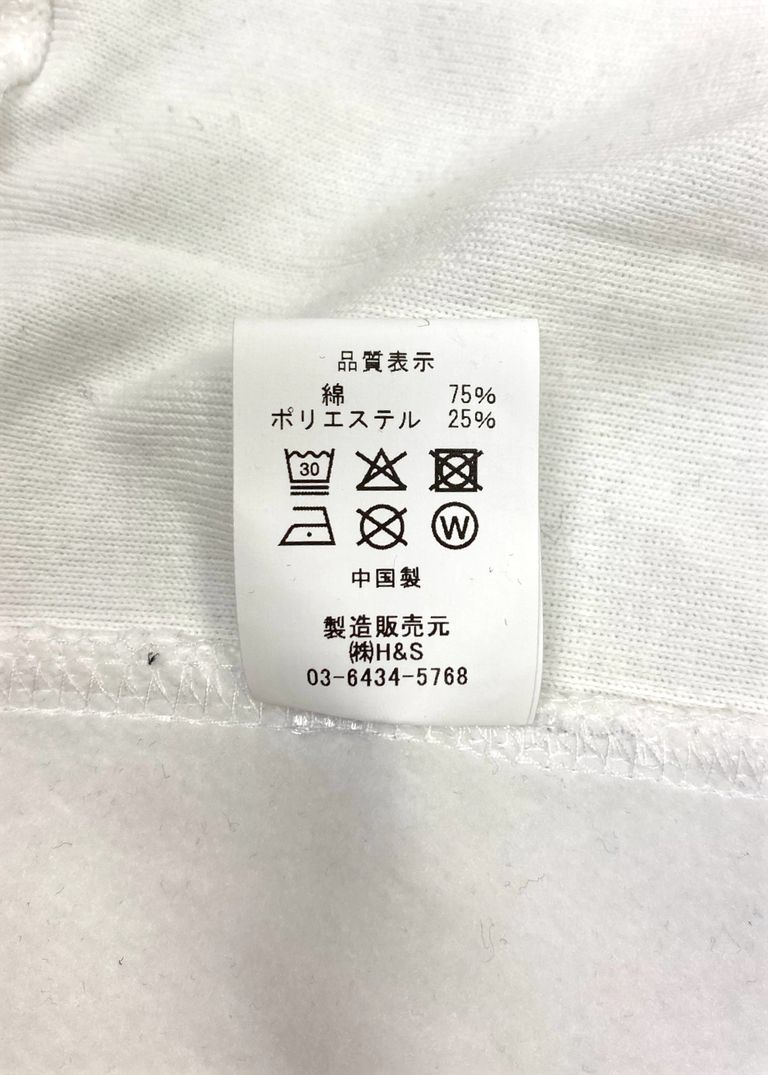 品質表示
綿 75%
ポリエステル 25%
30
W
中国製
製造販売元
㈱H&S
03-6434-5768